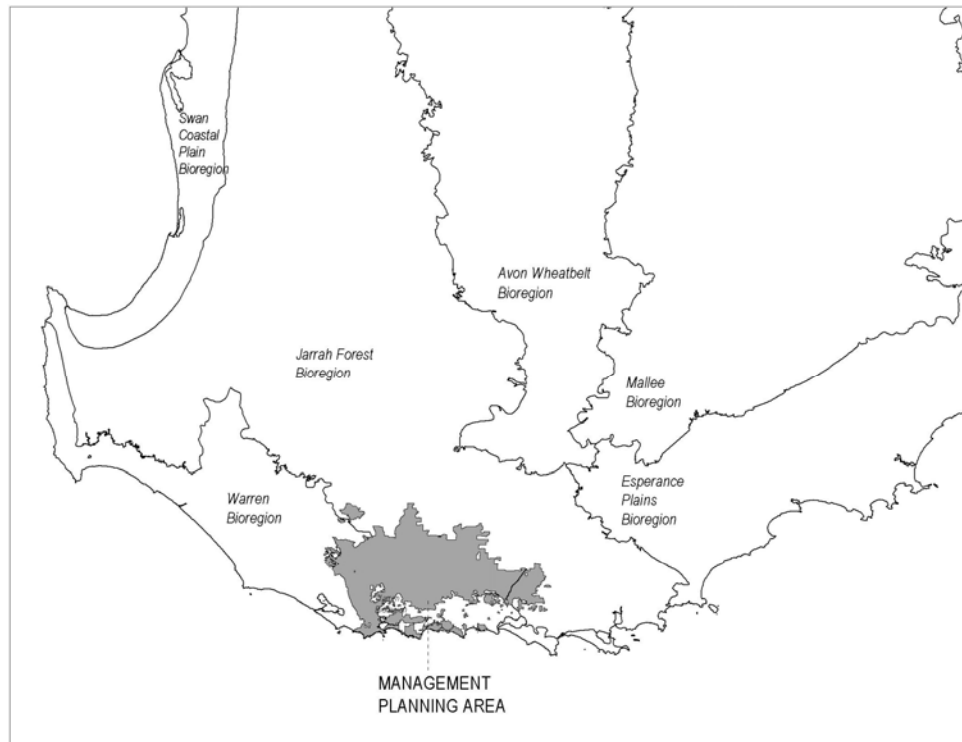 Swan
Coastal
Plain
Bioregion
Avon Wheatbelt
Bioregion
Jarrah Forest
Bioregion
Mallee
Bioregion
Esperance
Plains
Bioregion
Warren
Bioregion
MANAGEMENT
PLANNING AREA